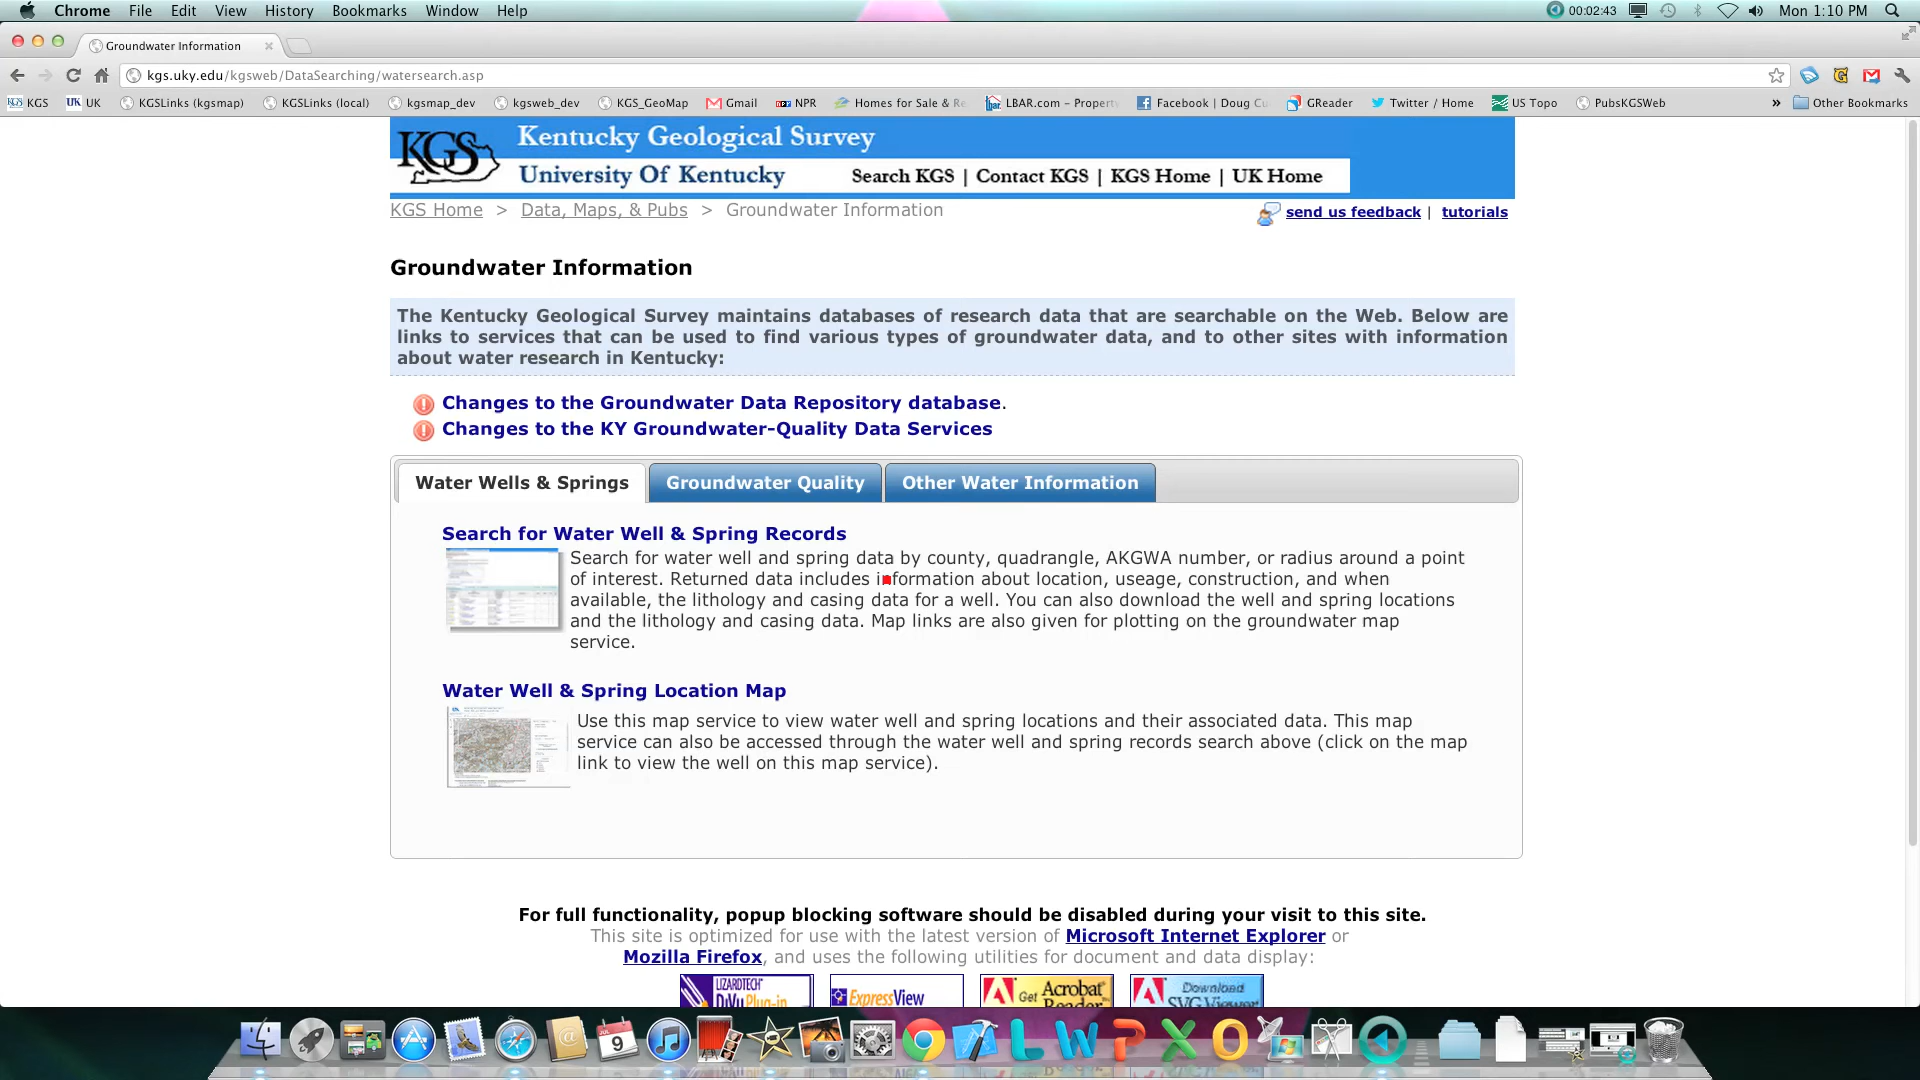 Chrome File Edit View History Bookmarks Window Help 00:02:43 Mon 1:10 PM
Groundwater Information
kgs.uky.edu/kgsweb/DataSearching/watersearch.asp
KGS UK KGSLinks (kgsmap) KGSLinks (local) kgsmap_dev kgsweb_dev KGS_GeoMap Gmail NPR Homes for Sale & Re LBAR.com – Propert Facebook | Doug Cu GReader Twitter / Home US Topo PubsKGSWeb » Other Bookmarks
KGS Kentucky Geological Survey
University Of Kentucky Search KGS | Contact KGS | KGS Home | UK Home
KGS Home > Data, Maps, & Pubs > Groundwater Information send us feedback | tutorials
Groundwater Information
The Kentucky Geological Survey maintains databases of research data that are searchable on the Web. Below are
links to services that can be used to find various types of groundwater data, and to other sites with information
about water research in Kentucky:
Changes to the Groundwater Data Repository database.
Changes to the KY Groundwater-Quality Data Services
Water Wells & Springs Groundwater Quality Other Water Information
Search for Water Well & Spring Records
Search for water well and spring data by county, quadrangle, AKGWA number, or radius around a point
of interest. Returned data includes information about location, useage, construction, and when
available, the lithology and casing data for a well. You can also download the well and spring locations
and the lithology and casing data. Map links are also given for plotting on the groundwater map
service.
Water Well & Spring Location Map
Use this map service to view water well and spring locations and their associated data. This map
service can also be accessed through the water well and spring records search above (click on the map
link to view the well on this map service).
For full functionality, popup blocking software should be disabled during your visit to this site.
This site is optimized for use with the latest version of Microsoft Internet Explorer or
Mozilla Firefox, and uses the following utilities for document and data display:
LIZARDTECH DjVu Plug-in ExpressView Get Acrobat Reader Download SVG Viewer
JUL 9